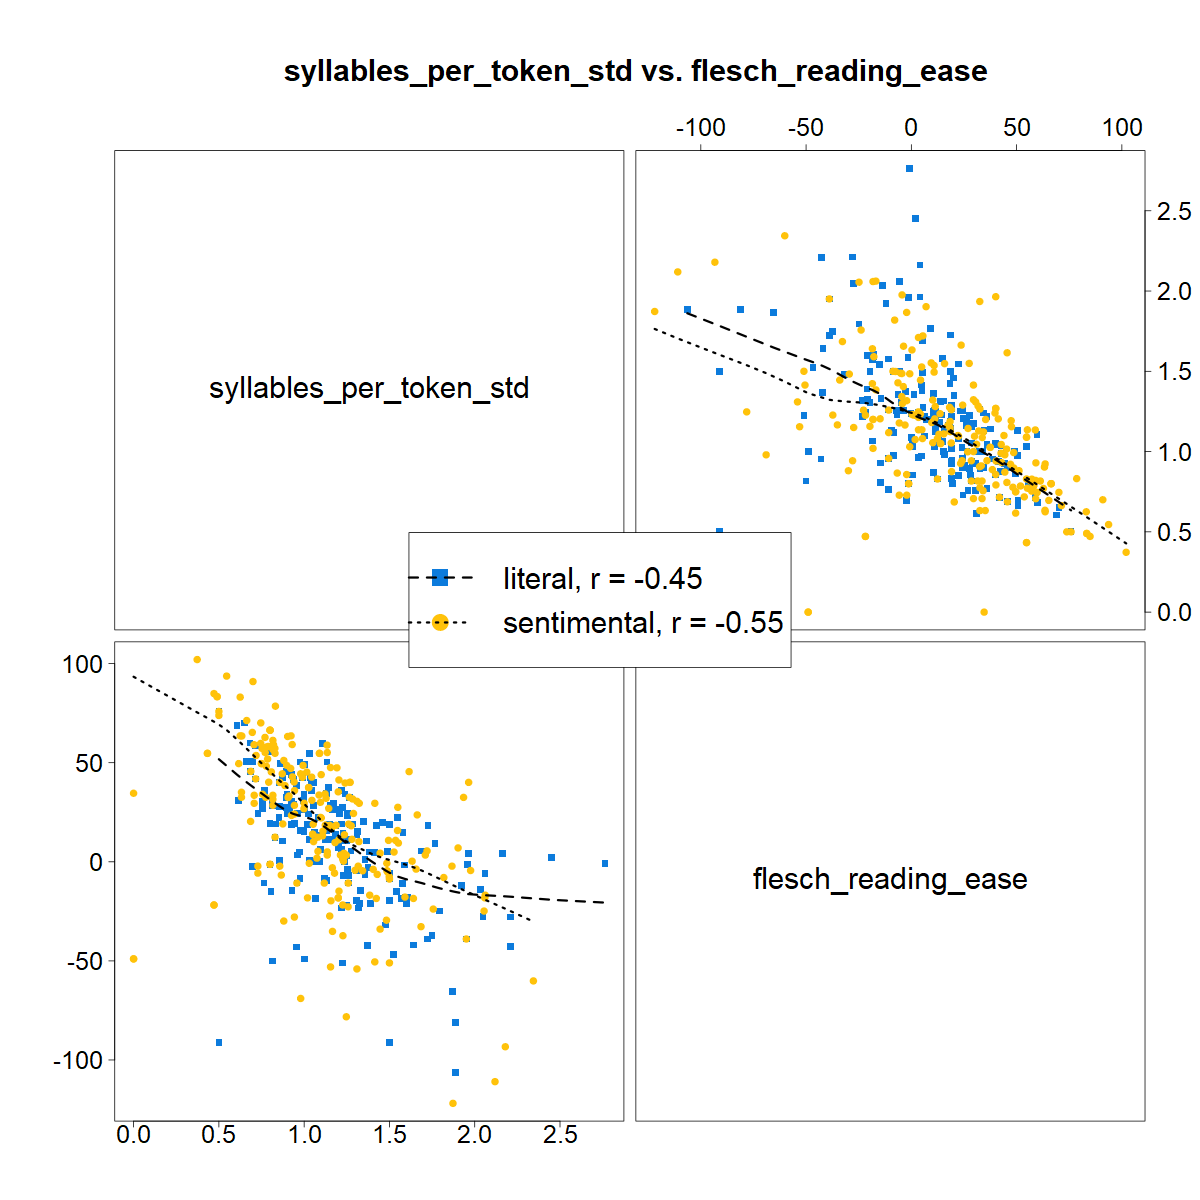 syllables_per_token_std vs. flesch_reading_ease
-100 -50 0 50 100
syllables_per_token_std
2.5
2.0
1.5
1.0
0.5
0.0
literal, r = -0.45
sentimental, r = -0.55
100
50
0
-50
-100
flesch_reading_ease
0.0 0.5 1.0 1.5 2.0 2.5